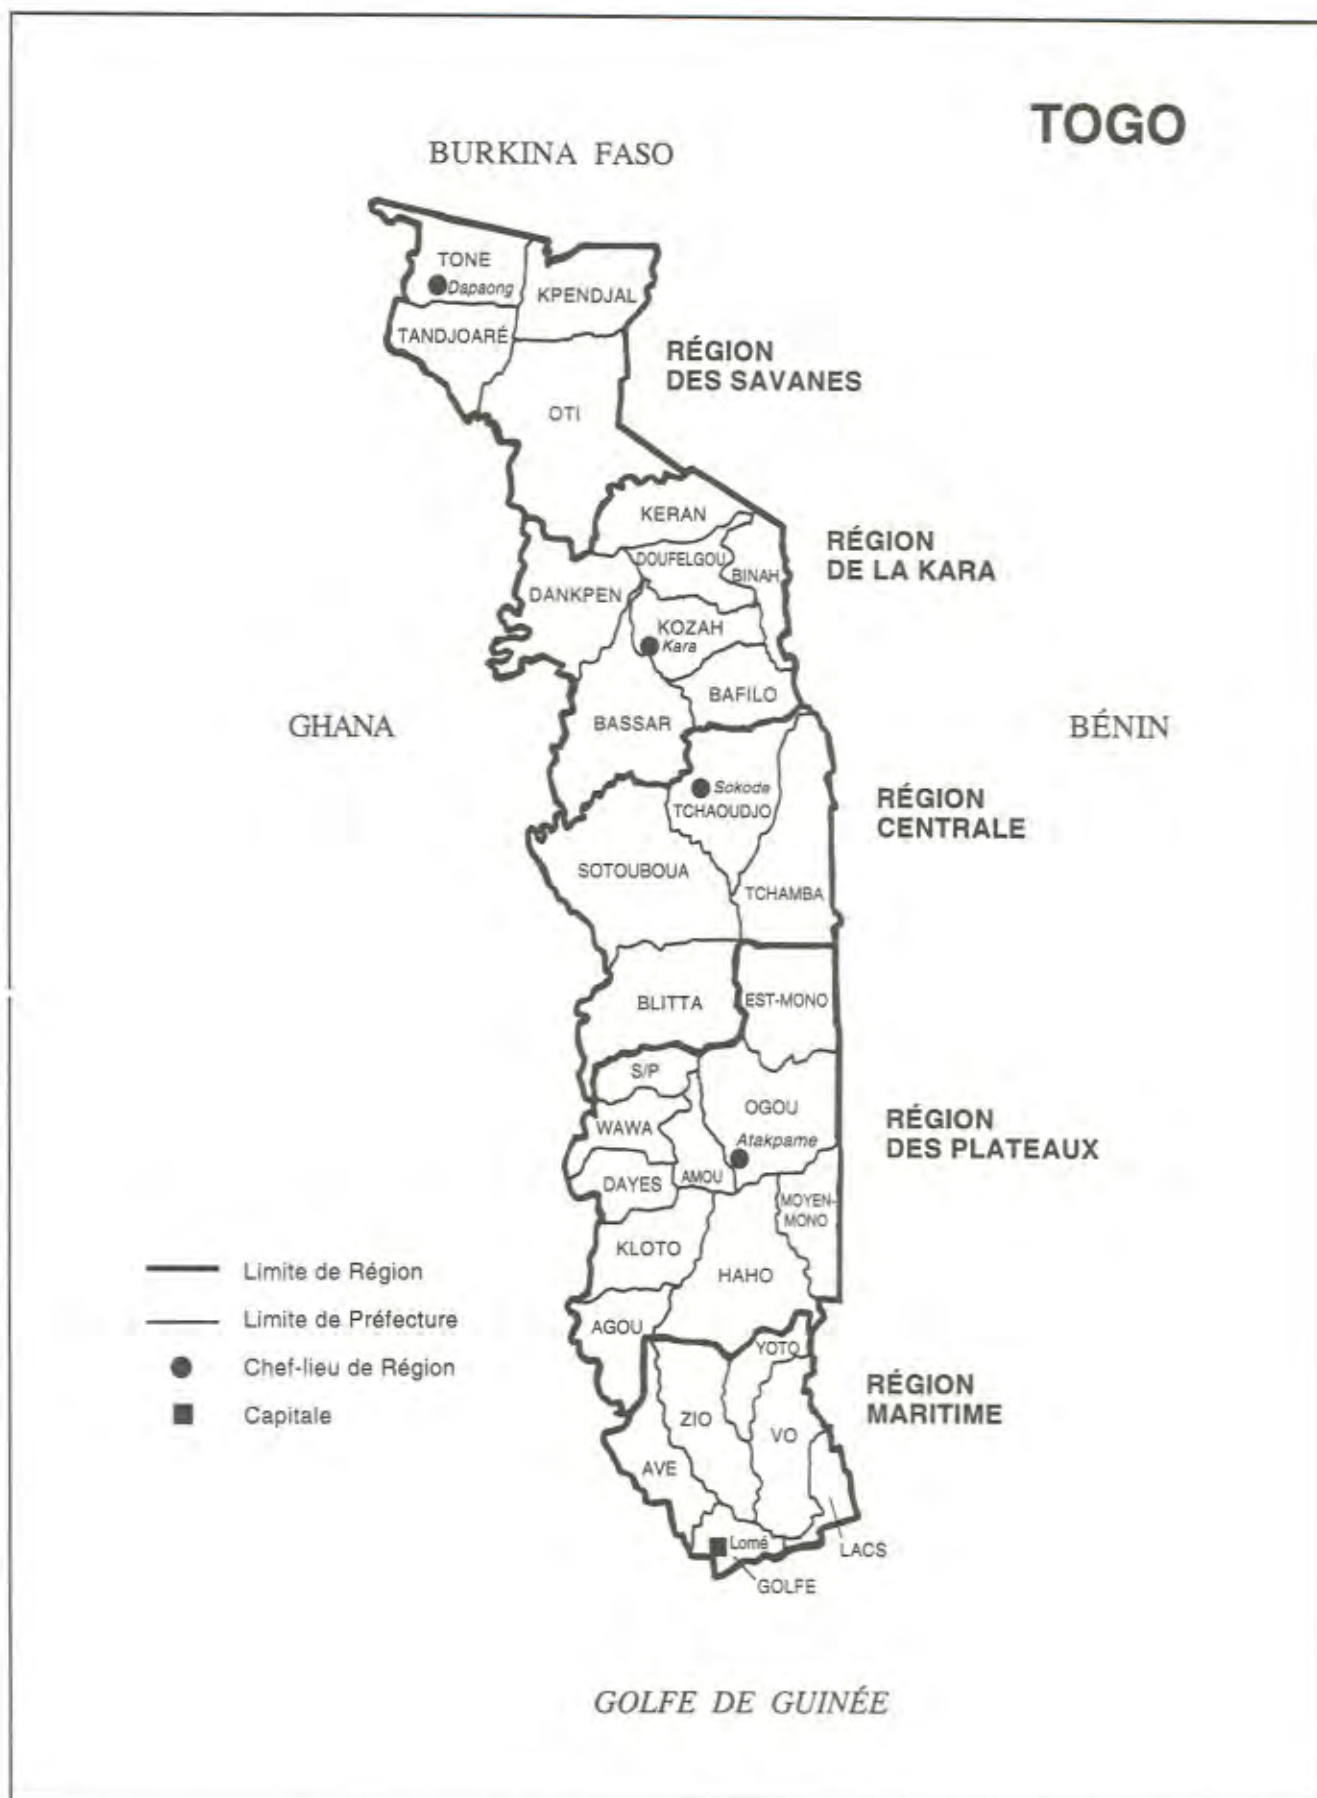 TOGO
BURKINA FASO
TONE
Dapaong
KPENDJAL
TANDJOARÉ
RÉGION
DES SAVANES
OTI
KERAN
RÉGION
DE LA KARA
DOUFELGOU
BINAH
DANKPEN
KOZAH
Kara
BAFILO
GHANA
BASSAR
BÉNIN
Sokode
TCHAOUDJO
RÉGION
CENTRALE
SOTOUBOUA
TCHAMBA
BLITTA
EST-MONO
S/P
OGOU
WAWA
Atakpame
RÉGION
DES PLATEAUX
DAYES
AMOU
MOYEN-
MONO
KLOTO
HAHO
Limite de Région
Limite de Préfecture
Chef-lieu de Région
Capitale
AGOU
YOTO
RÉGION
MARITIME
ZIO
VO
AVE
Lomé
LACS
GOLFE
GOLFE DE GUINÉE